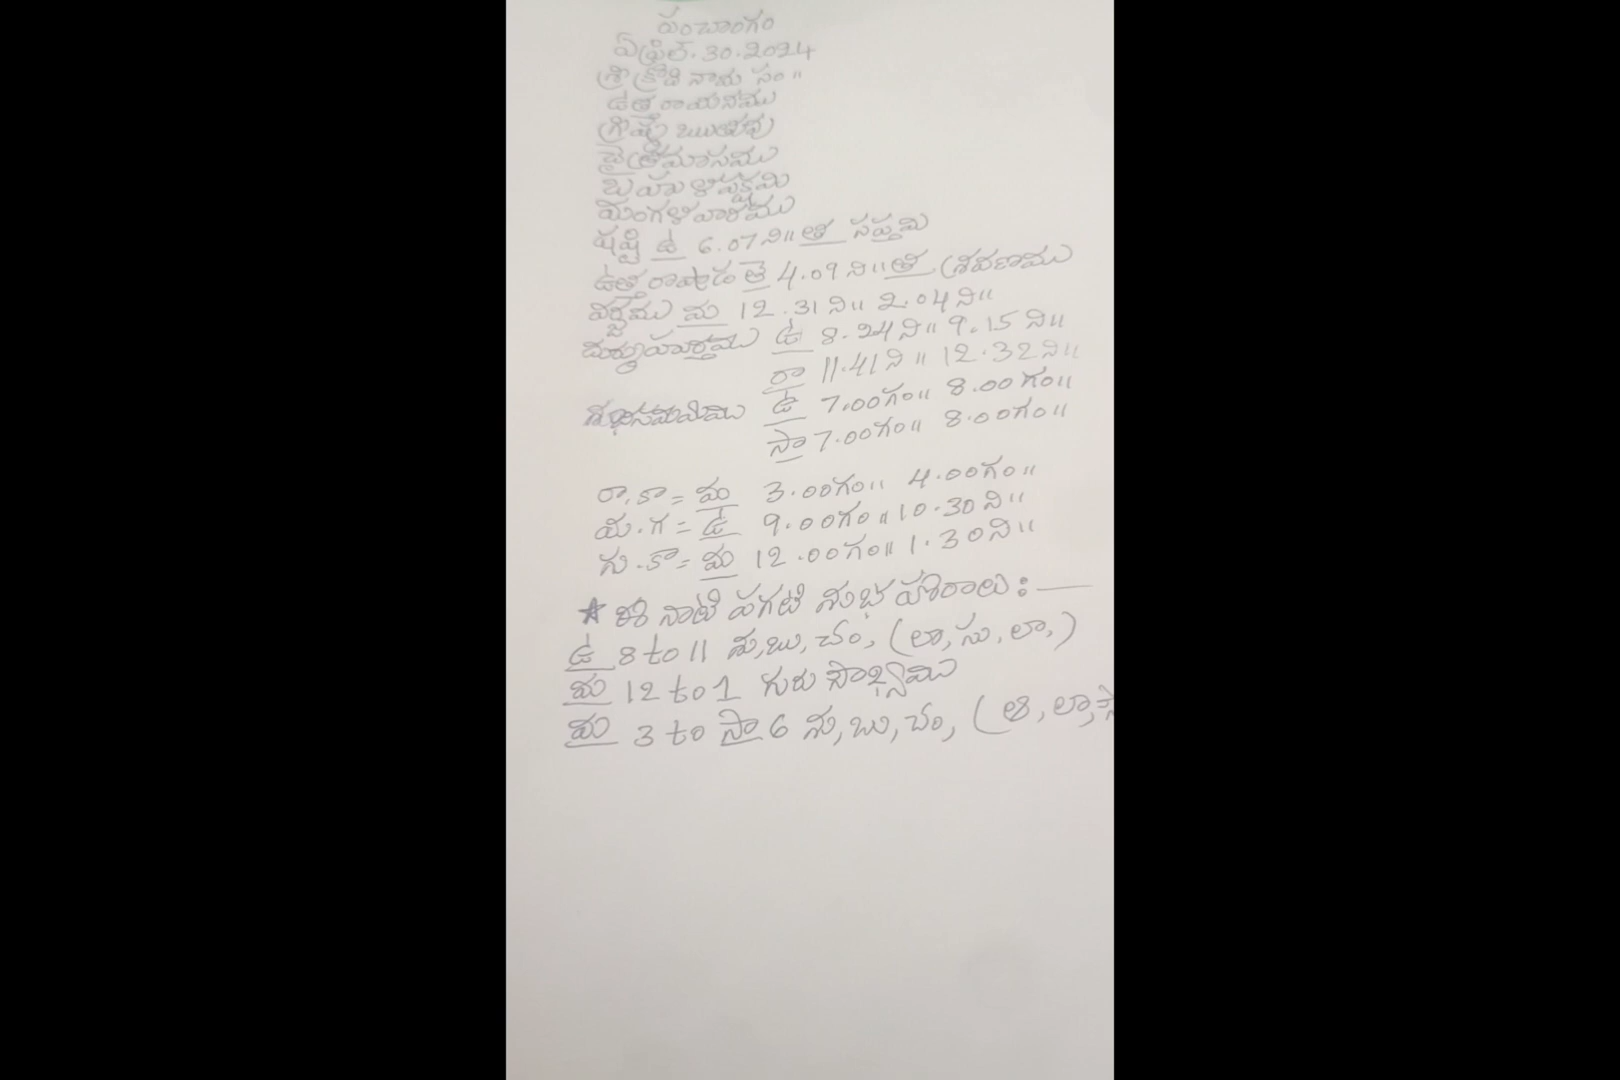 పంచాంగం
ఏప్రిల్.30.2024
శ్రీ క్రోధి నామ సం॥
ఉత్తరాయనము
గ్రీష్మ ఋతువు
చైత్రమాసము
బహుళపక్షమి
మంగళవారము
షష్టి ఉ 6.07ని॥ తి సప్తమి
ఉత్తరాషాడం తె 4.09 ని॥ తి శ్రవణము
వర్జ్యము మ 12.31ని॥ 2.04ని॥
దుర్ముహూర్తము ఉ 8.24ని॥ 9.15ని॥
రా 11.41ని॥ 12.32ని॥
శుభసమయము ఉ 7.00గం॥ 8.00గం॥
సా 7.00గం॥ 8.00గం॥
రా.కా= మ 3.00గం॥ 4.00గం॥
య.గ= ఉ 9.00గం॥ 10.30ని॥
గు.కా= మ 12.00గం॥ 1.30ని॥
★ ఈ నాటి పగటి శుభ హోరాలు:—
ఉ 8 to 11 శు,బు,చం, (లా,సు,లా,)
మ 12 to 1 గురు
మ 3 to సా 6 శు,బు,చం, (ఆ,లా,